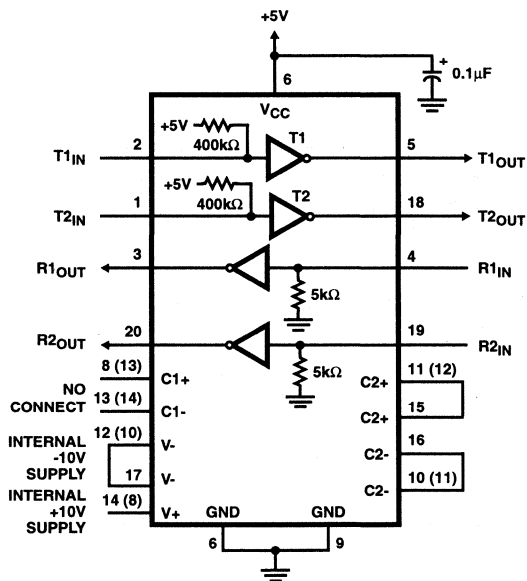 +5V
+
0.1µF
6
VCC
+5V
400kΩ
T1
T1IN
2
5
T1OUT
+5V
400kΩ
T2
T2IN
1
18
T2OUT
R1OUT
3
4
R1IN
5kΩ
R2OUT
20
19
R2IN
5kΩ
8 (13)
C1+
NO
CONNECT
13 (14)
C1-
11 (12)
C2+
15
C2+
INTERNAL
-10V
SUPPLY
12 (10)
V-
17
V-
16
C2-
10 (11)
C2-
INTERNAL
+10V
SUPPLY
14 (8)
V+
GND
GND
6
9